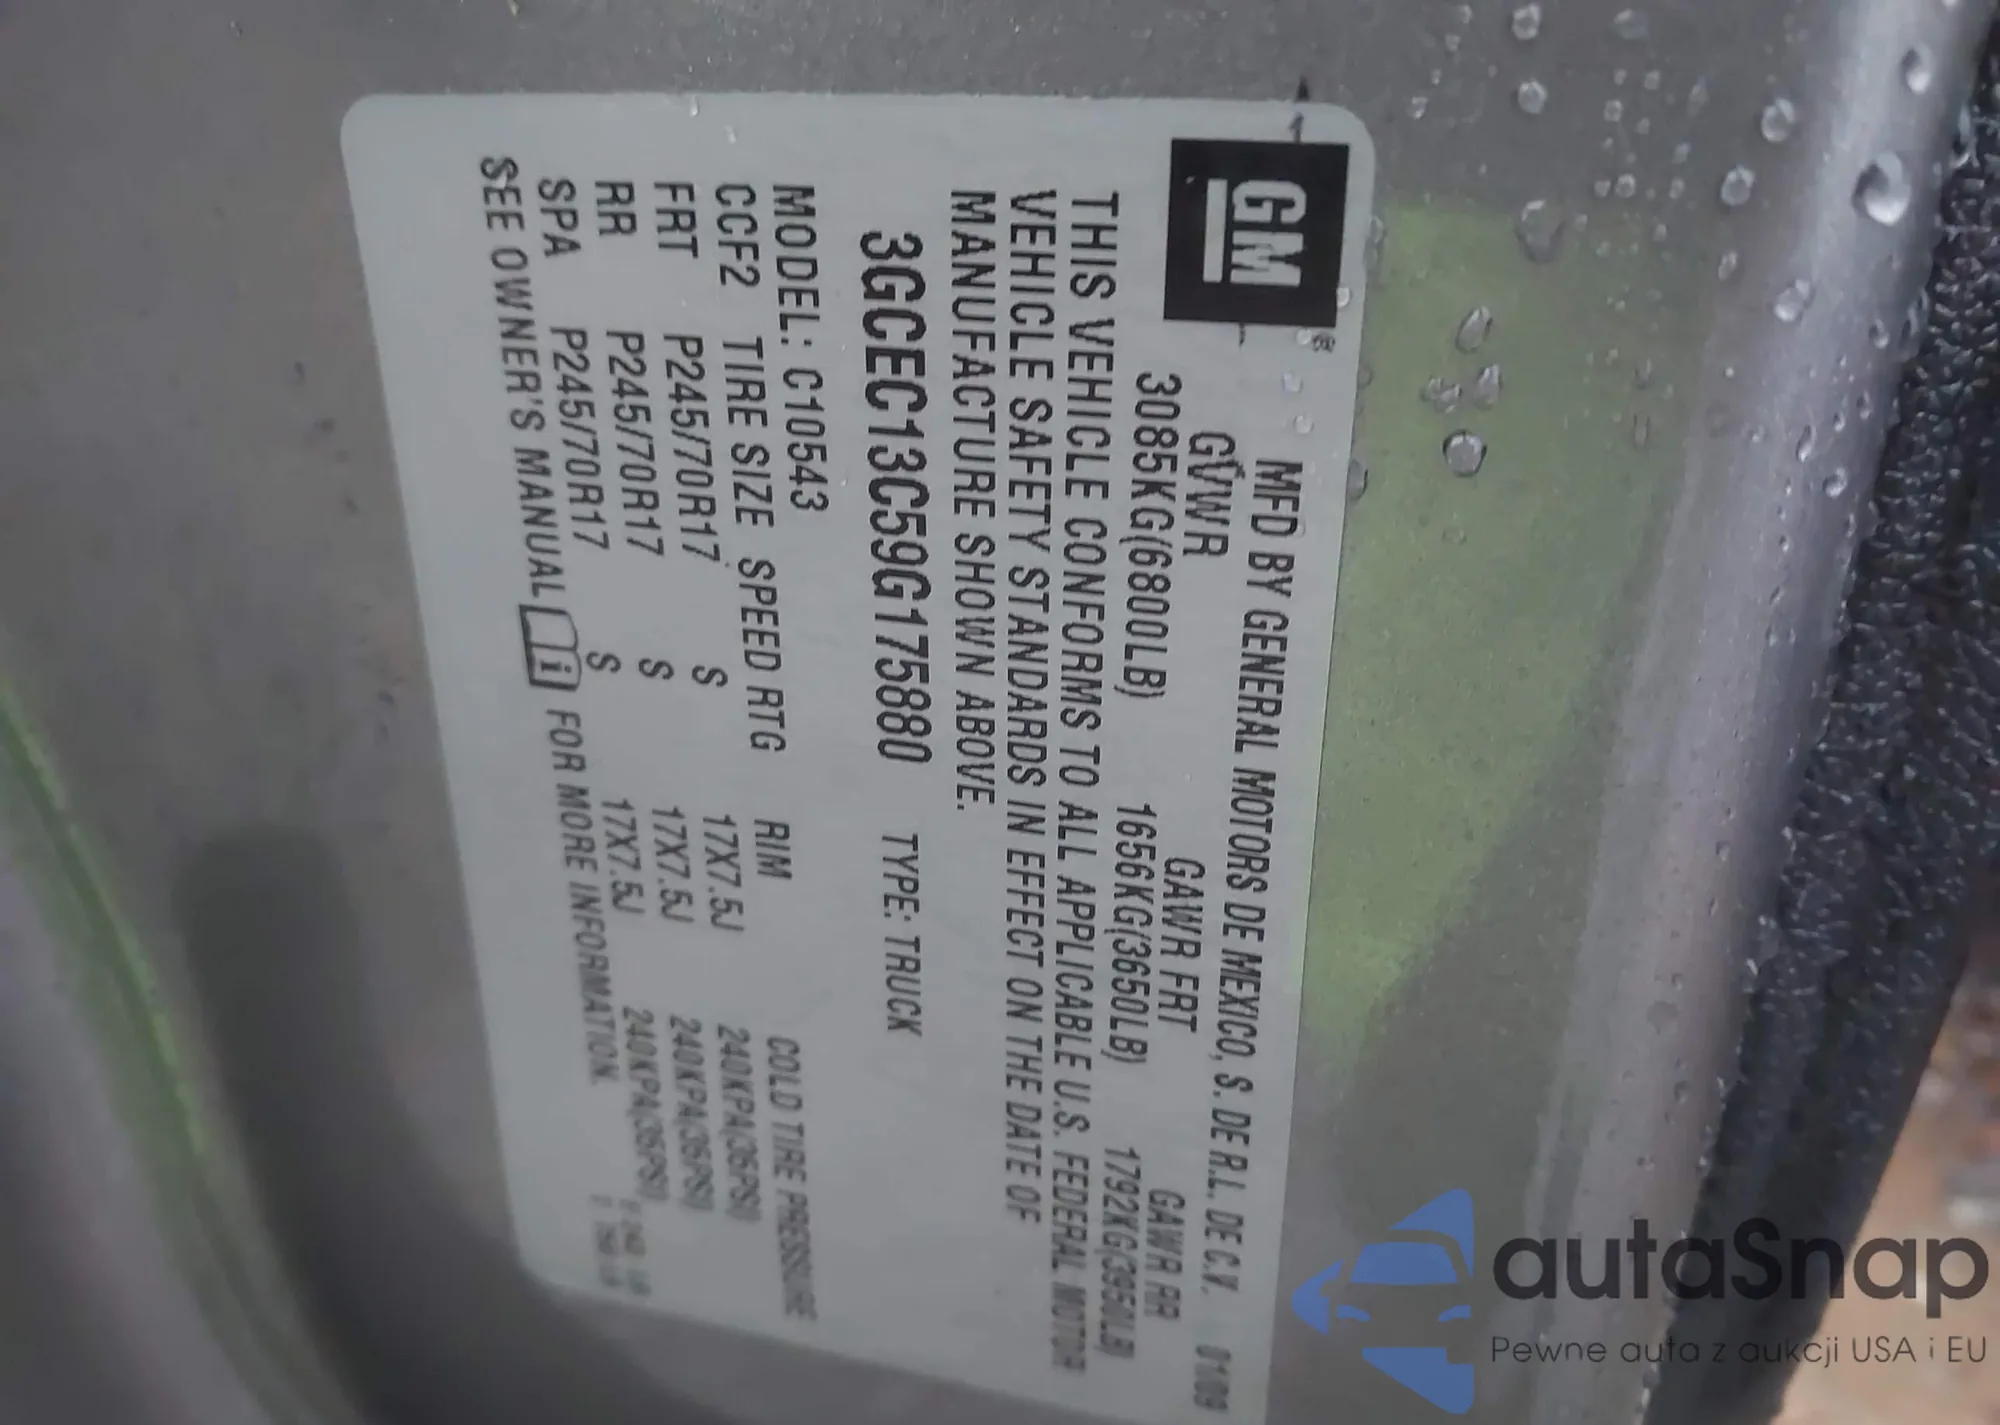 GM®
MFD BY GENERAL MOTORS DE MEXICO, S. DE R.L. DE C.V. 01/09
GVWR GAWR FRT GAWR RR
3085KG(6800LB) 1656KG(3650LB) 1792KG(3950LB)
THIS VEHICLE CONFORMS TO ALL APPLICABLE U.S. FEDERAL MOTOR
VEHICLE SAFETY STANDARDS IN EFFECT ON THE DATE OF
MANUFACTURE SHOWN ABOVE.
3GCEC13C59G175880 TYPE: TRUCK
MODEL: C10543
CCF2 TIRE SIZE SPEED RTG RIM COLD TIRE PRESSURE
FRT P245/70R17 S 17X7.5J 240KPA(35PSI)
RR P245/70R17 S 17X7.5J 240KPA(35PSI)
SPA P245/70R17 S 17X7.5J 240KPA(35PSI)
SEE OWNER'S MANUAL i FOR MORE INFORMATION.
autaSnap
Pewne auta z aukcji USA i EU